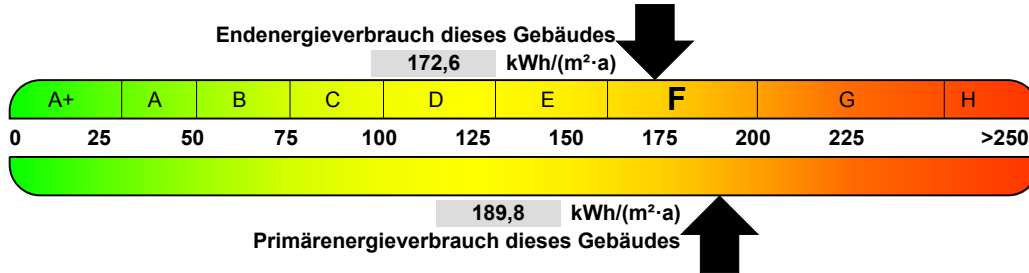 Endenergieverbrauch dieses Gebäudes
172,6 kWh/(m²·a)
A+ A B C D E F G H
0 25 50 75 100 125 150 175 200 225 >250
189,8 kWh/(m²·a)
Primärenergieverbrauch dieses Gebäudes